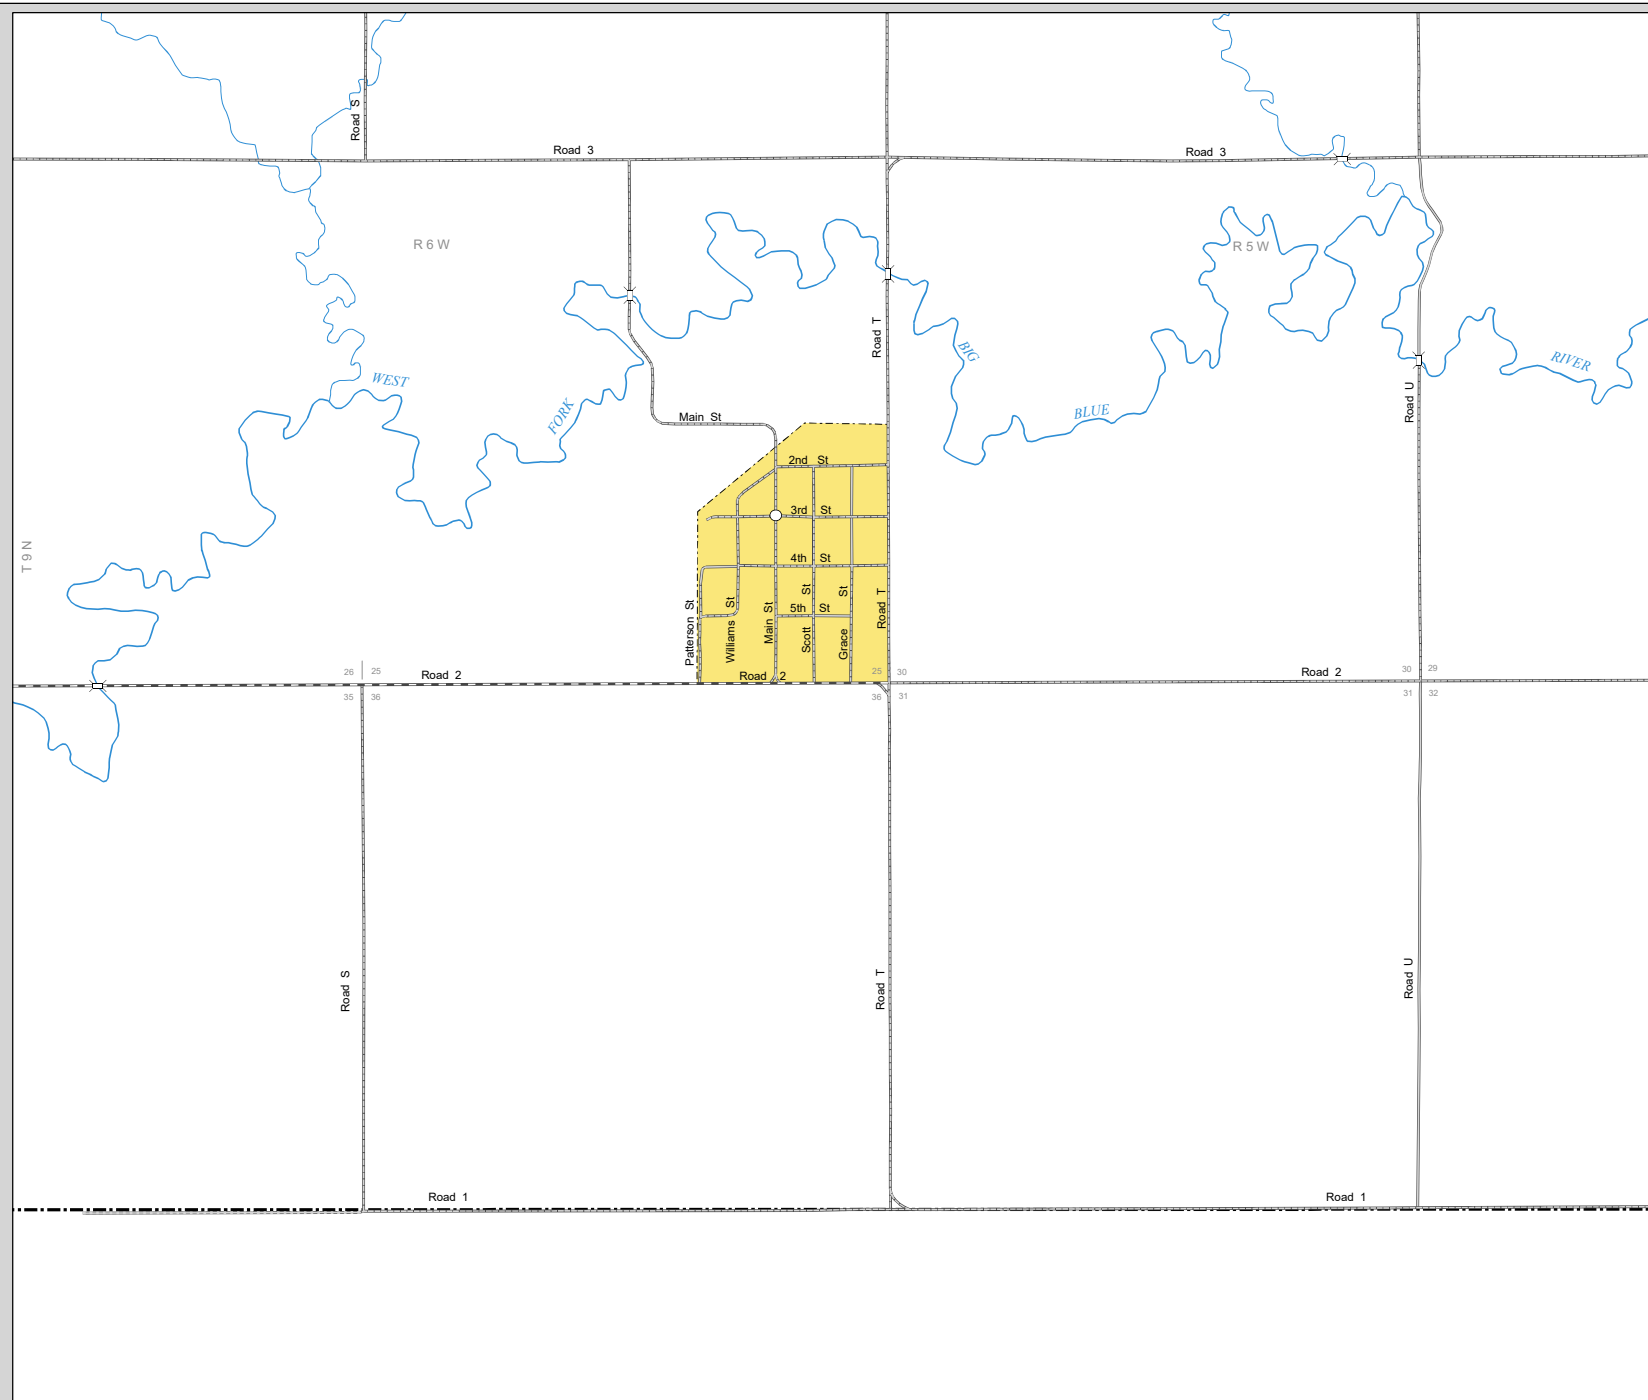 Road S
Road 3
Road 3
R 6 W
R 5 W
Road T
BIG
RIVER
WEST
Road U
FORK
BLUE
Main St
2nd St
3rd St
T 9 N
4th St
Patterson St
Williams St
Main St
5th St
Scott St
Grace St
Road T
26 25
Road 2
Road 2
25 30
Road 2
30 29
35 36
36 31
31 32
Road S
Road T
Road U
Road 1
Road 1